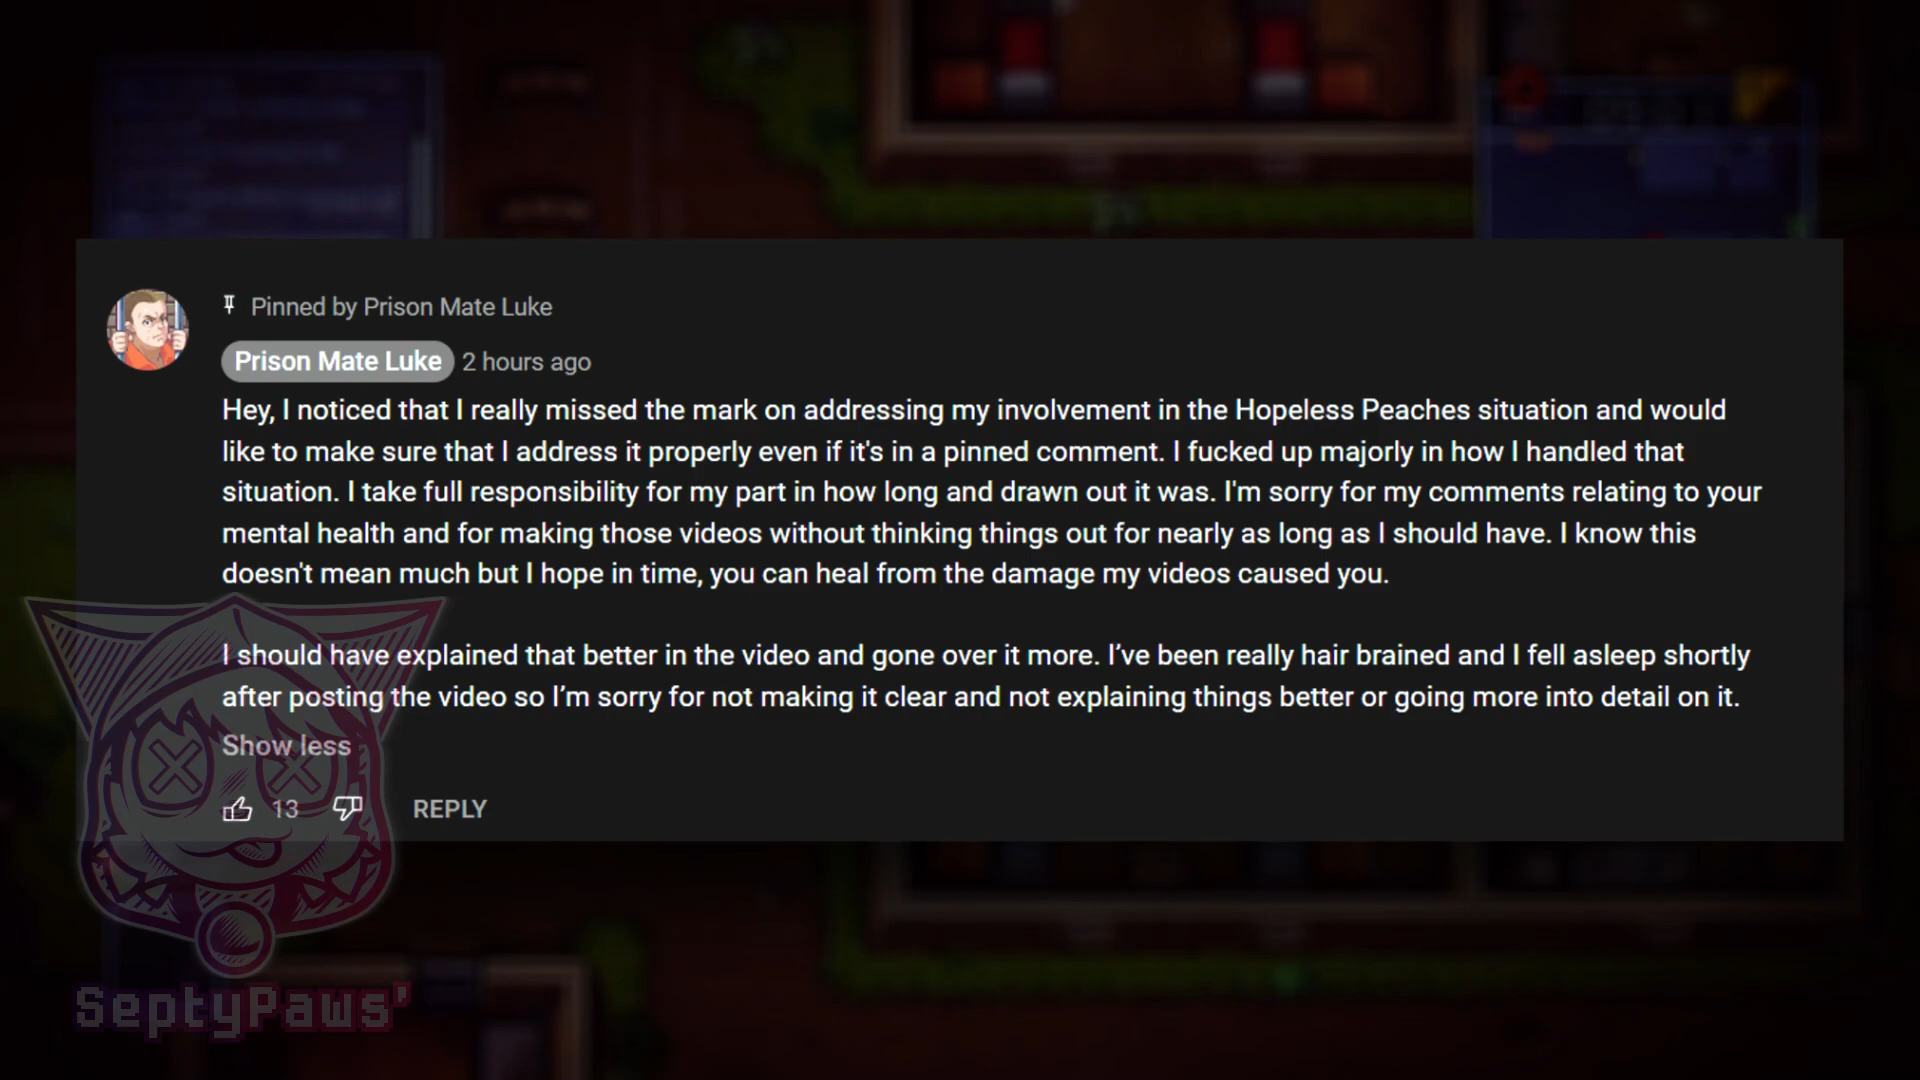 Pinned by Prison Mate Luke
Prison Mate Luke 2 hours ago
Hey, I noticed that I really missed the mark on addressing my involvement in the Hopeless Peaches situation and would
like to make sure that I address it properly even if it's in a pinned comment. I fucked up majorly in how I handled that
situation. I take full responsibility for my part in how long and drawn out it was. I'm sorry for my comments relating to your
mental health and for making those videos without thinking things out for nearly as long as I should have. I know this
doesn't mean much but I hope in time, you can heal from the damage my videos caused you.
I should have explained that better in the video and gone over it more. I’ve been really hair brained and I fell asleep shortly
after posting the video so I’m sorry for not making it clear and not explaining things better or going more into detail on it.
Show less
13 REPLY
SeptyPaws'